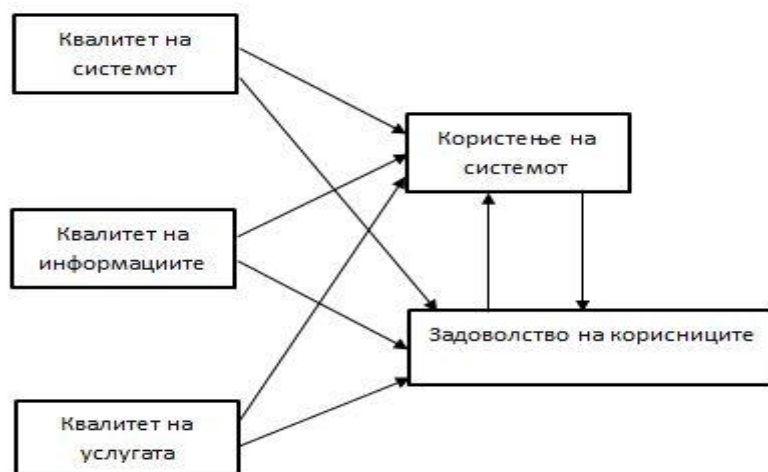 Квалитет на
системот
Користење на
системот
Квалитет на
информациите
Задоволство на корисниците
Квалитет на
услугата